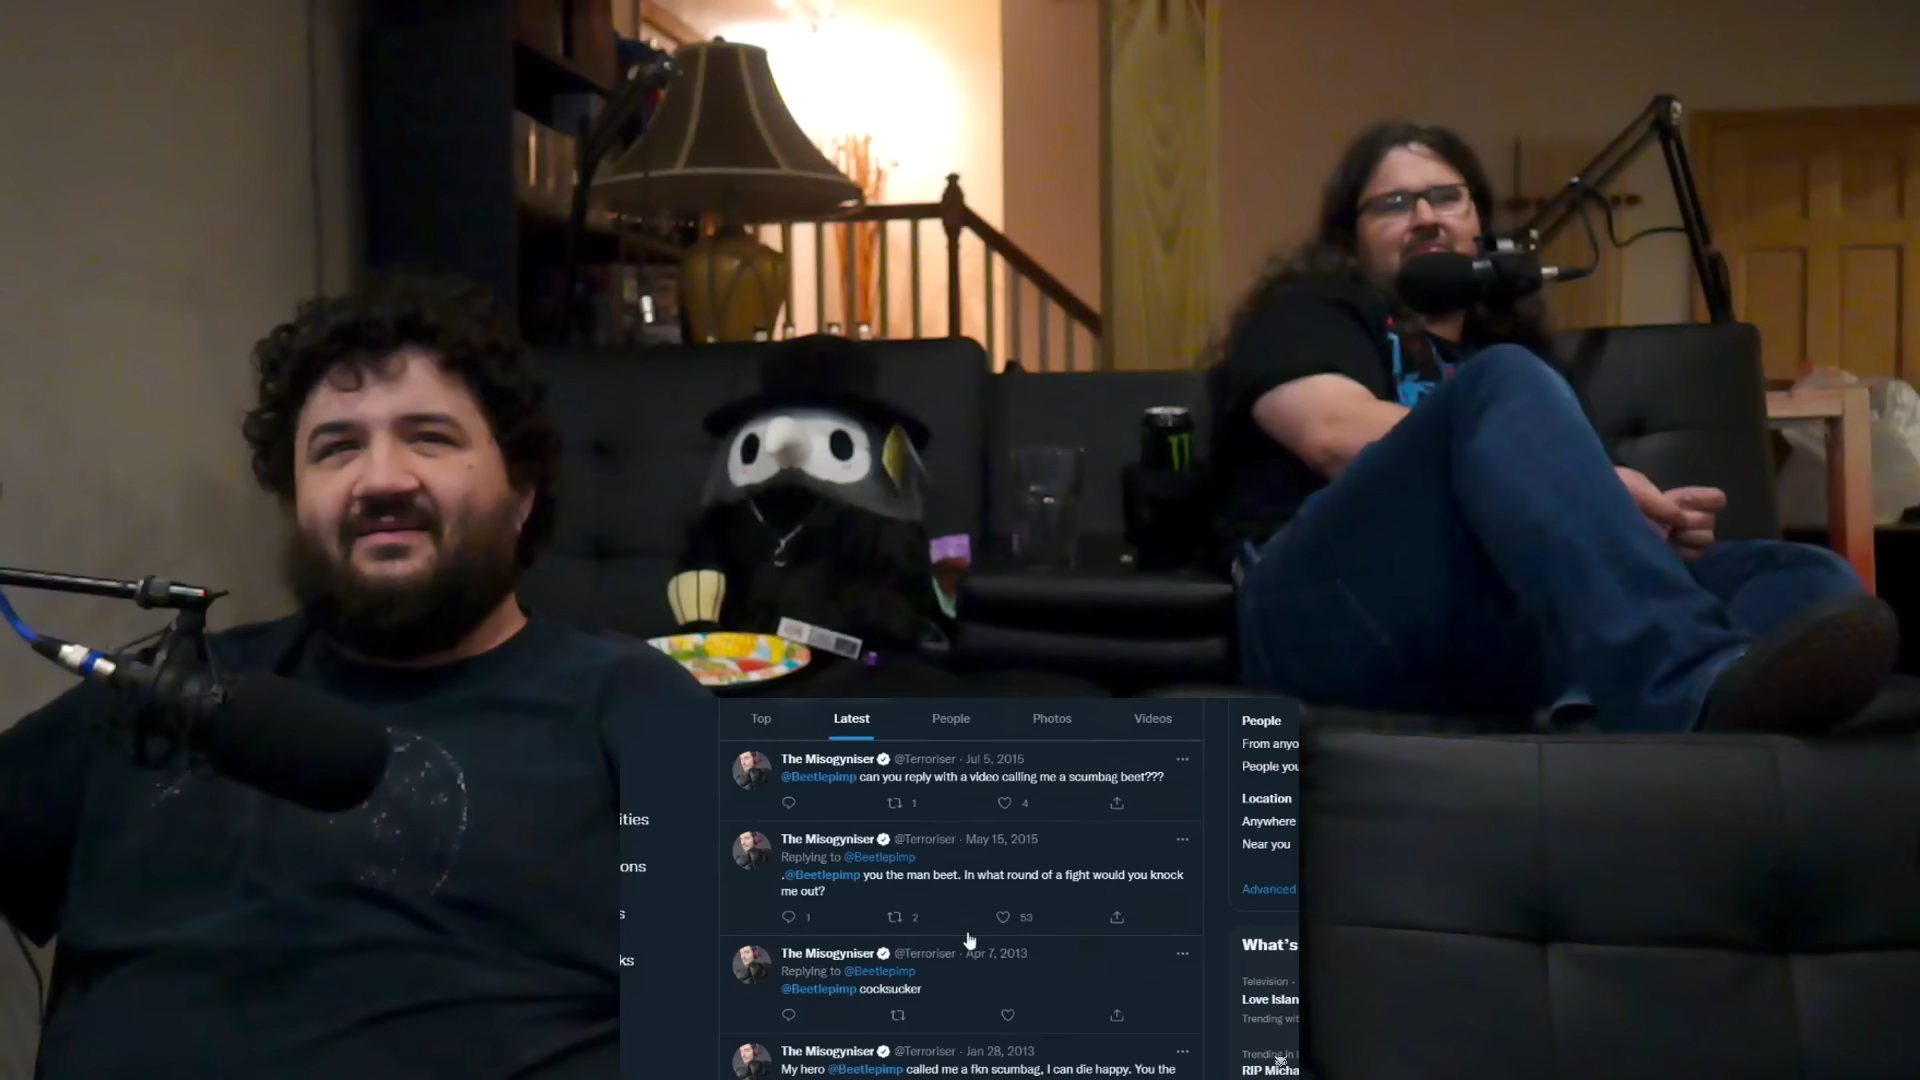 Top Latest People Photos Videos
The Misogyniser @Terroriser · Jul 5, 2015
@Beetlepimp can you reply with a video calling me a scumbag beet???
1 4
The Misogyniser @Terroriser · May 15, 2015
Replying to @Beetlepimp
.@Beetlepimp you the man beet. In what round of a fight would you knock
me out?
1 2 53
The Misogyniser @Terroriser · Apr 7, 2013
Replying to @Beetlepimp
@Beetlepimp cocksucker
The Misogyniser @Terroriser · Jan 28, 2013
My hero @Beetlepimp called me a fkn scumbag, I can die happy. You the
ities
ons
s
ks
People
From anyo
People you
Location
Anywhere
Near you
Advanced
What's
Television ·
Love Islan
Trending wit
Trending in I
RIP Micha